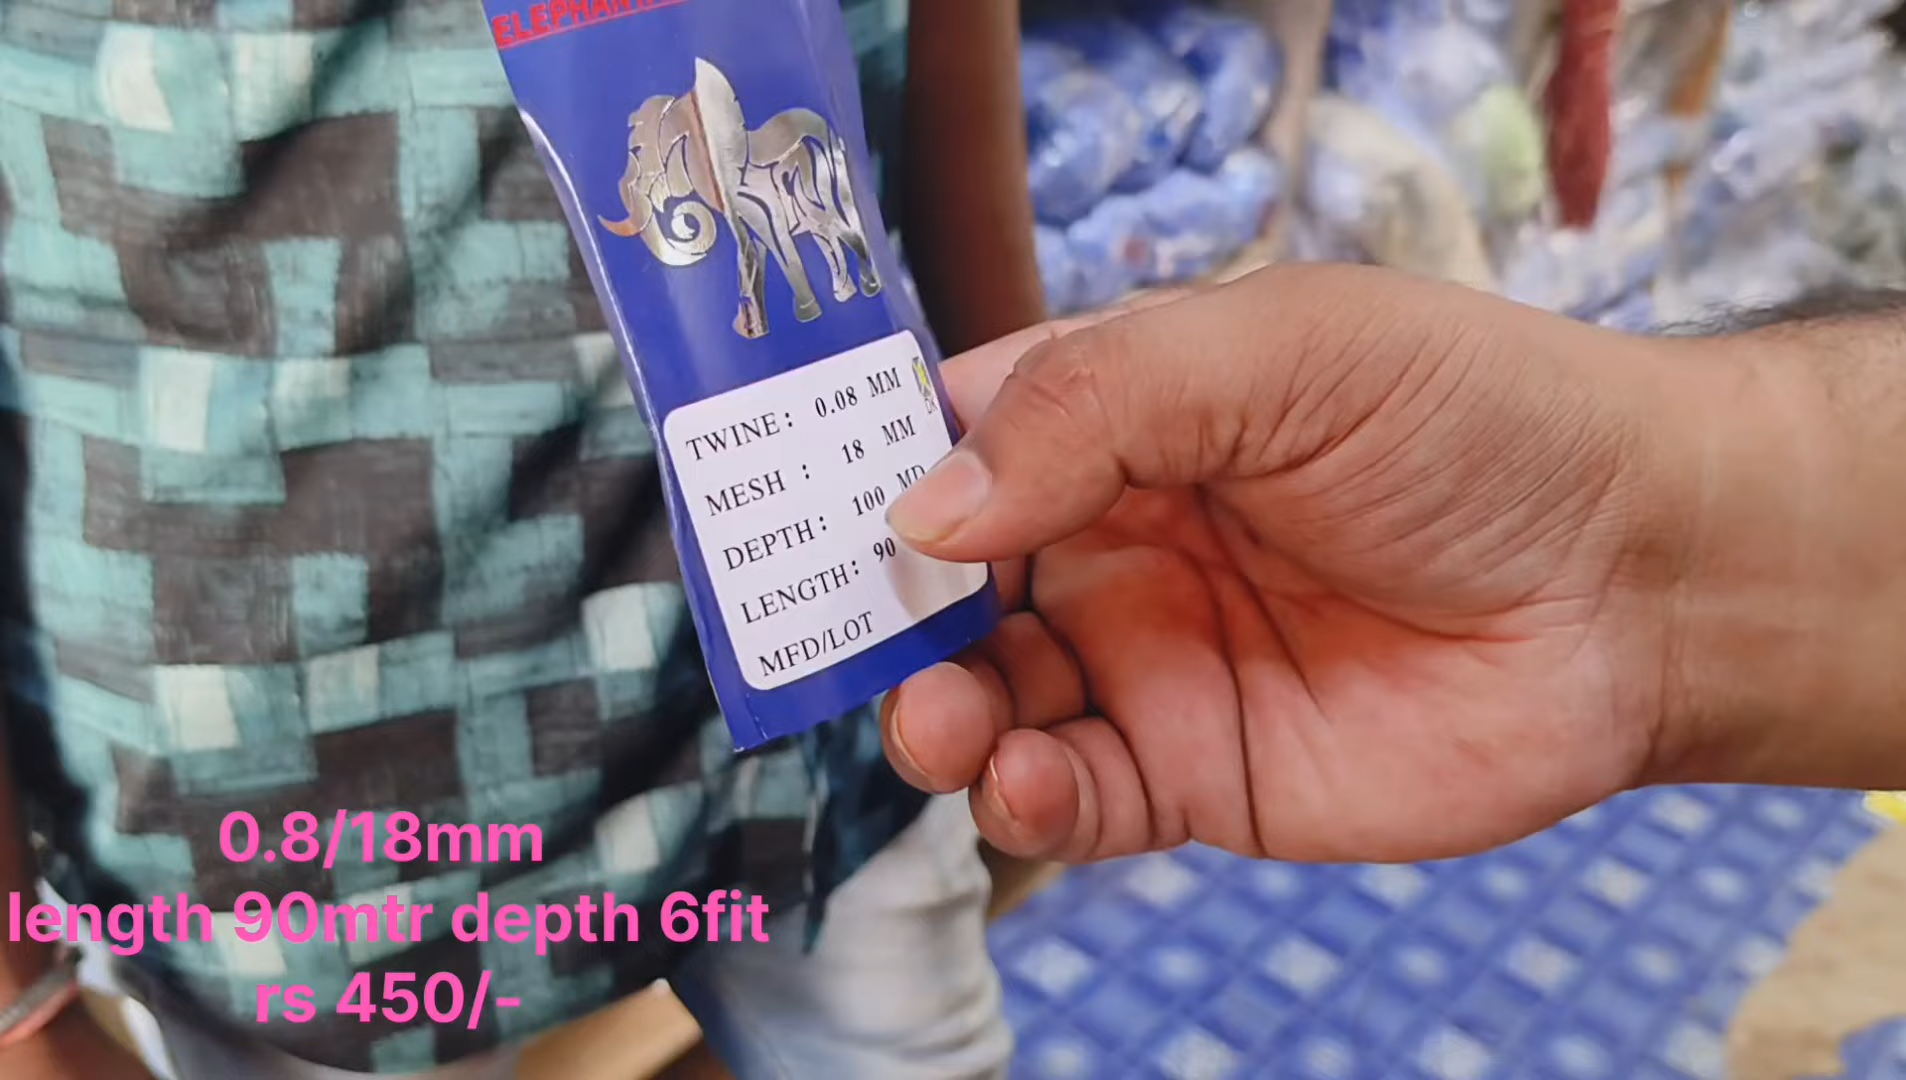 ELEPHANT
TWINE: 0.08 MM
MESH : 18 MM
DEPTH: 100 MD
LENGTH: 90
MFD/LOT
0.8/18mm
length 90mtr depth 6fit
rs 450/-